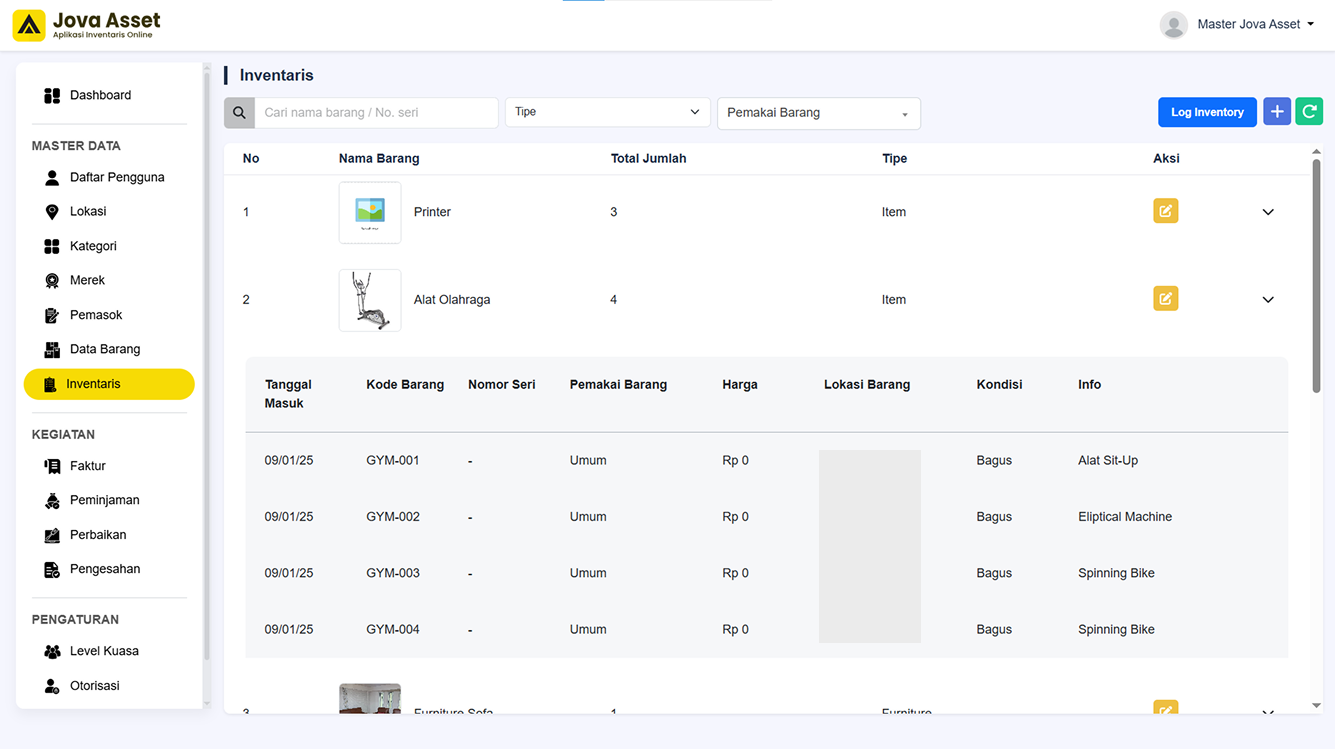 Jova Asset
Aplikasi Inventaris Online
Master Jova Asset
Dashboard
MASTER DATA
Daftar Pengguna
Lokasi
Kategori
Merek
Pemasok
Data Barang
Inventaris
KEGIATAN
Faktur
Peminjaman
Perbaikan
Pengesahan
PENGATURAN
Level Kuasa
Otorisasi
Inventaris
Cari nama barang / No. seri
Tipe
Pemakai Barang
Log Inventory
No Nama Barang Total Jumlah Tipe Aksi
1 Printer 3 Item
2 Alat Olahraga 4 Item
Tanggal Masuk Kode Barang Nomor Seri Pemakai Barang Harga Lokasi Barang Kondisi Info
09/01/25 GYM-001 - Umum Rp 0 Bagus Alat Sit-Up
09/01/25 GYM-002 - Umum Rp 0 Bagus Eliptical Machine
09/01/25 GYM-003 - Umum Rp 0 Bagus Spinning Bike
09/01/25 GYM-004 - Umum Rp 0 Bagus Spinning Bike
3 Furniture Sofa 1 Furniture